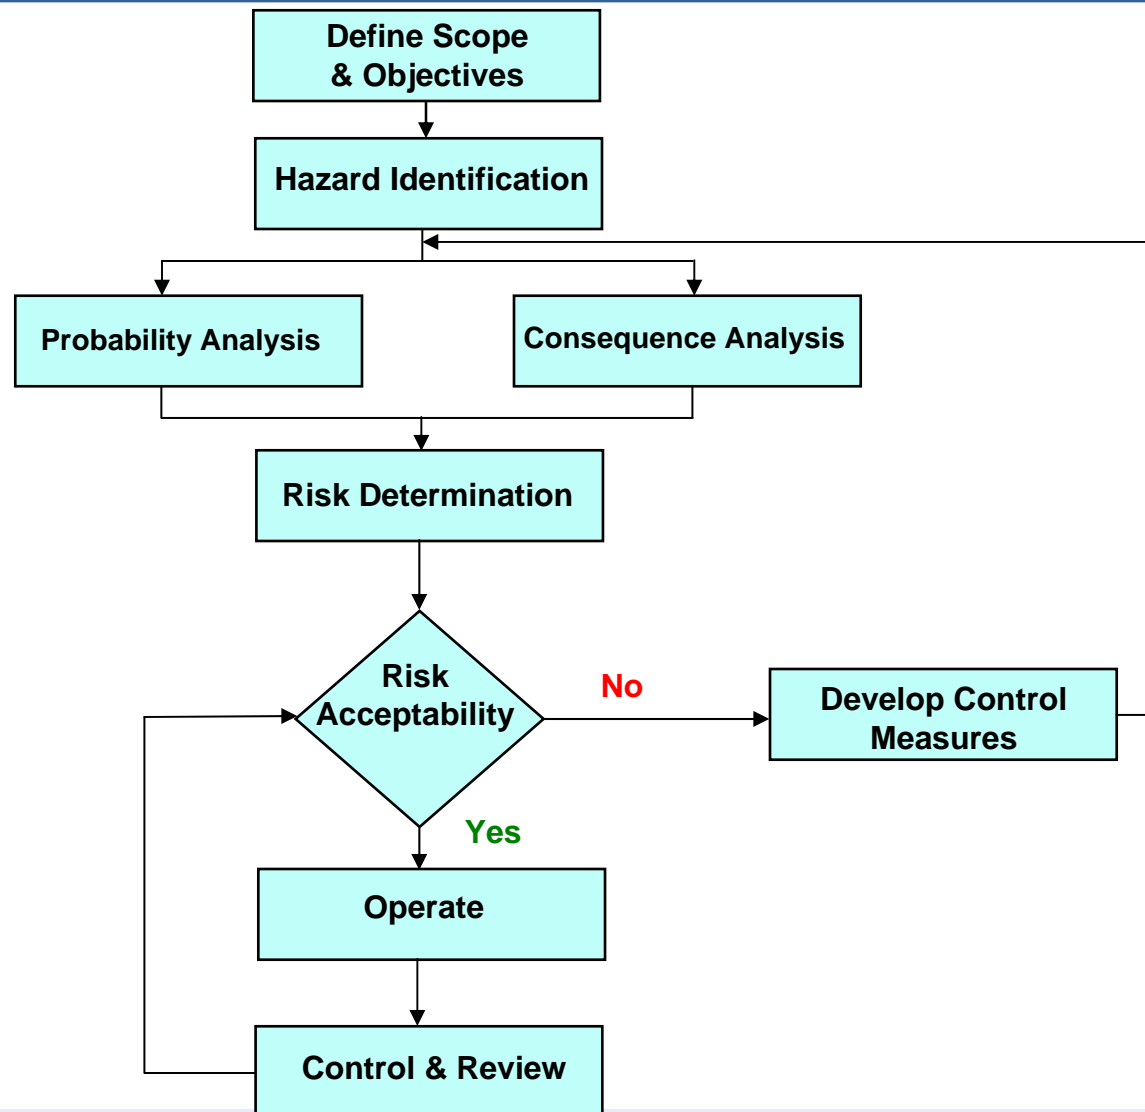 Define Scope
& Objectives
Hazard Identification
Probability Analysis
Consequence Analysis
Risk Determination
Risk
Acceptability
No
Develop Control
Measures
Yes
Operate
Control & Review